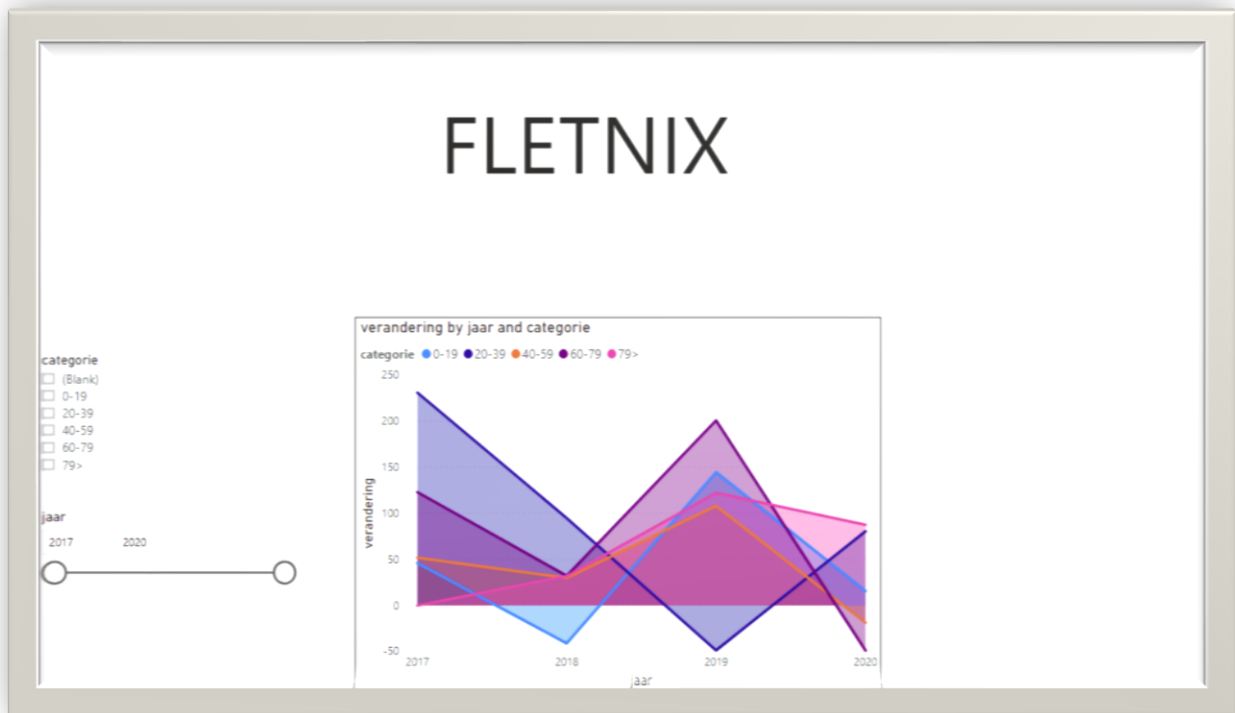 FLETNIX
categorie
(Blank)
0-19
20-39
40-59
60-79
79>
jaar
2017 2020
verandering by jaar and categorie
categorie 0-19 20-39 40-59 60-79 79>
250
200
150
100
50
0
-50
verandering
2017 2018 2019 2020
jaar